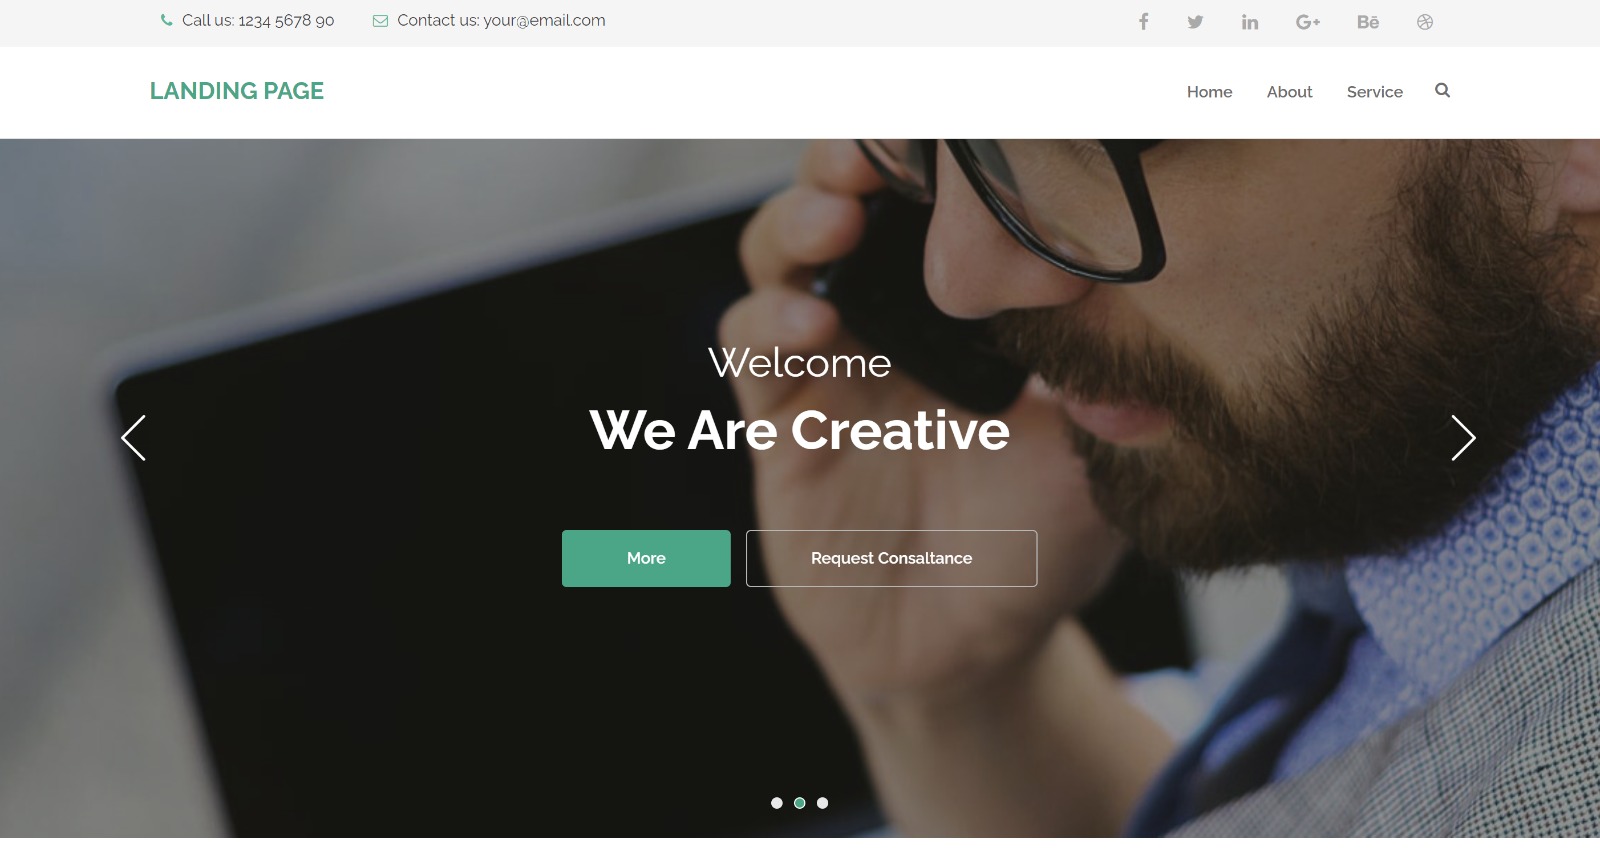 Call us: 1234 5678 90 Contact us: your@email.com
LANDING PAGE Home About Service
Welcome
We Are Creative
More Request Consaltance